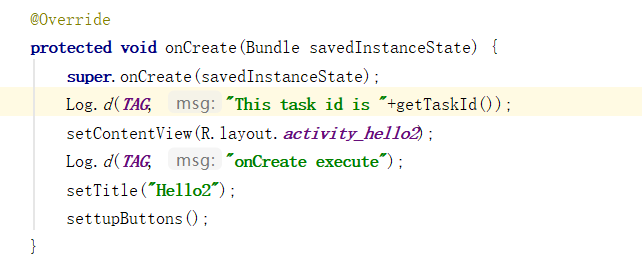 @Override
protected void onCreate(Bundle savedInstanceState) {
super.onCreate(savedInstanceState);
Log.d(TAG, msg: "This task id is "+getTaskId());
setContentView(R.layout.activity_hello2);
Log.d(TAG, msg: "onCreate execute");
setTitle("Hello2");
settupButtons();
}